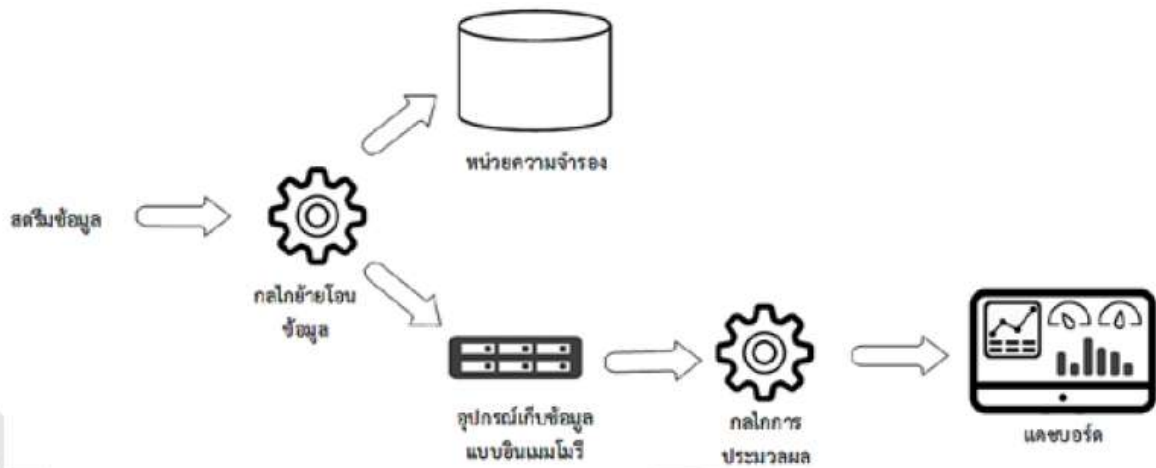 หน่วยความจำรอง
สตรีมข้อมูล
กลไกย้ายโอน
ข้อมูล
อุปกรณ์เก็บข้อมูล
แบบอินเมมโมรี
กลไกการ
ประมวลผล
แดชบอร์ด